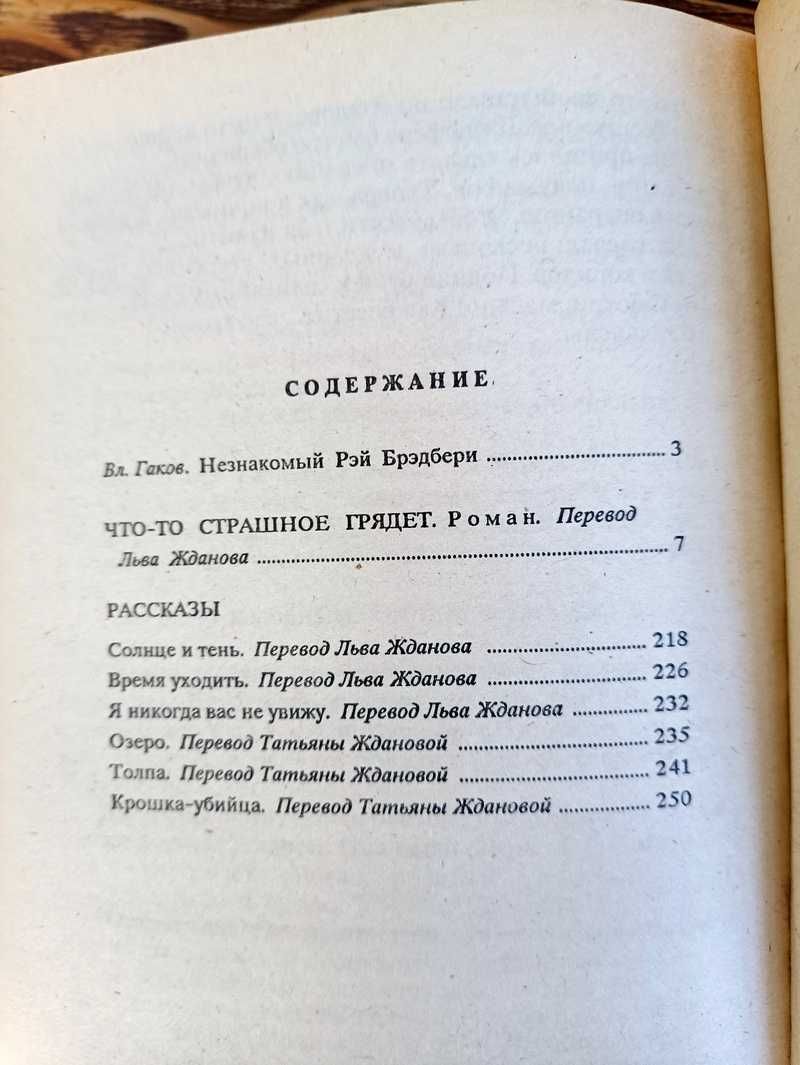 СОДЕРЖАНИЕ
Вл. Гаков. Незнакомый Рэй Брэдбери ........ 3
ЧТО-ТО СТРАШНОЕ ГРЯДЕТ. Роман. Перевод
Льва Жданова ........ 7
РАССКАЗЫ
Солнце и тень. Перевод Льва Жданова ........ 218
Время уходить. Перевод Льва Жданова ........ 226
Я никогда вас не увижу. Перевод Льва Жданова ........ 232
Озеро. Перевод Татьяны Ждановой ........ 235
Толпа. Перевод Татьяны Ждановой ........ 241
Крошка-убийца. Перевод Татьяны Ждановой ........ 250